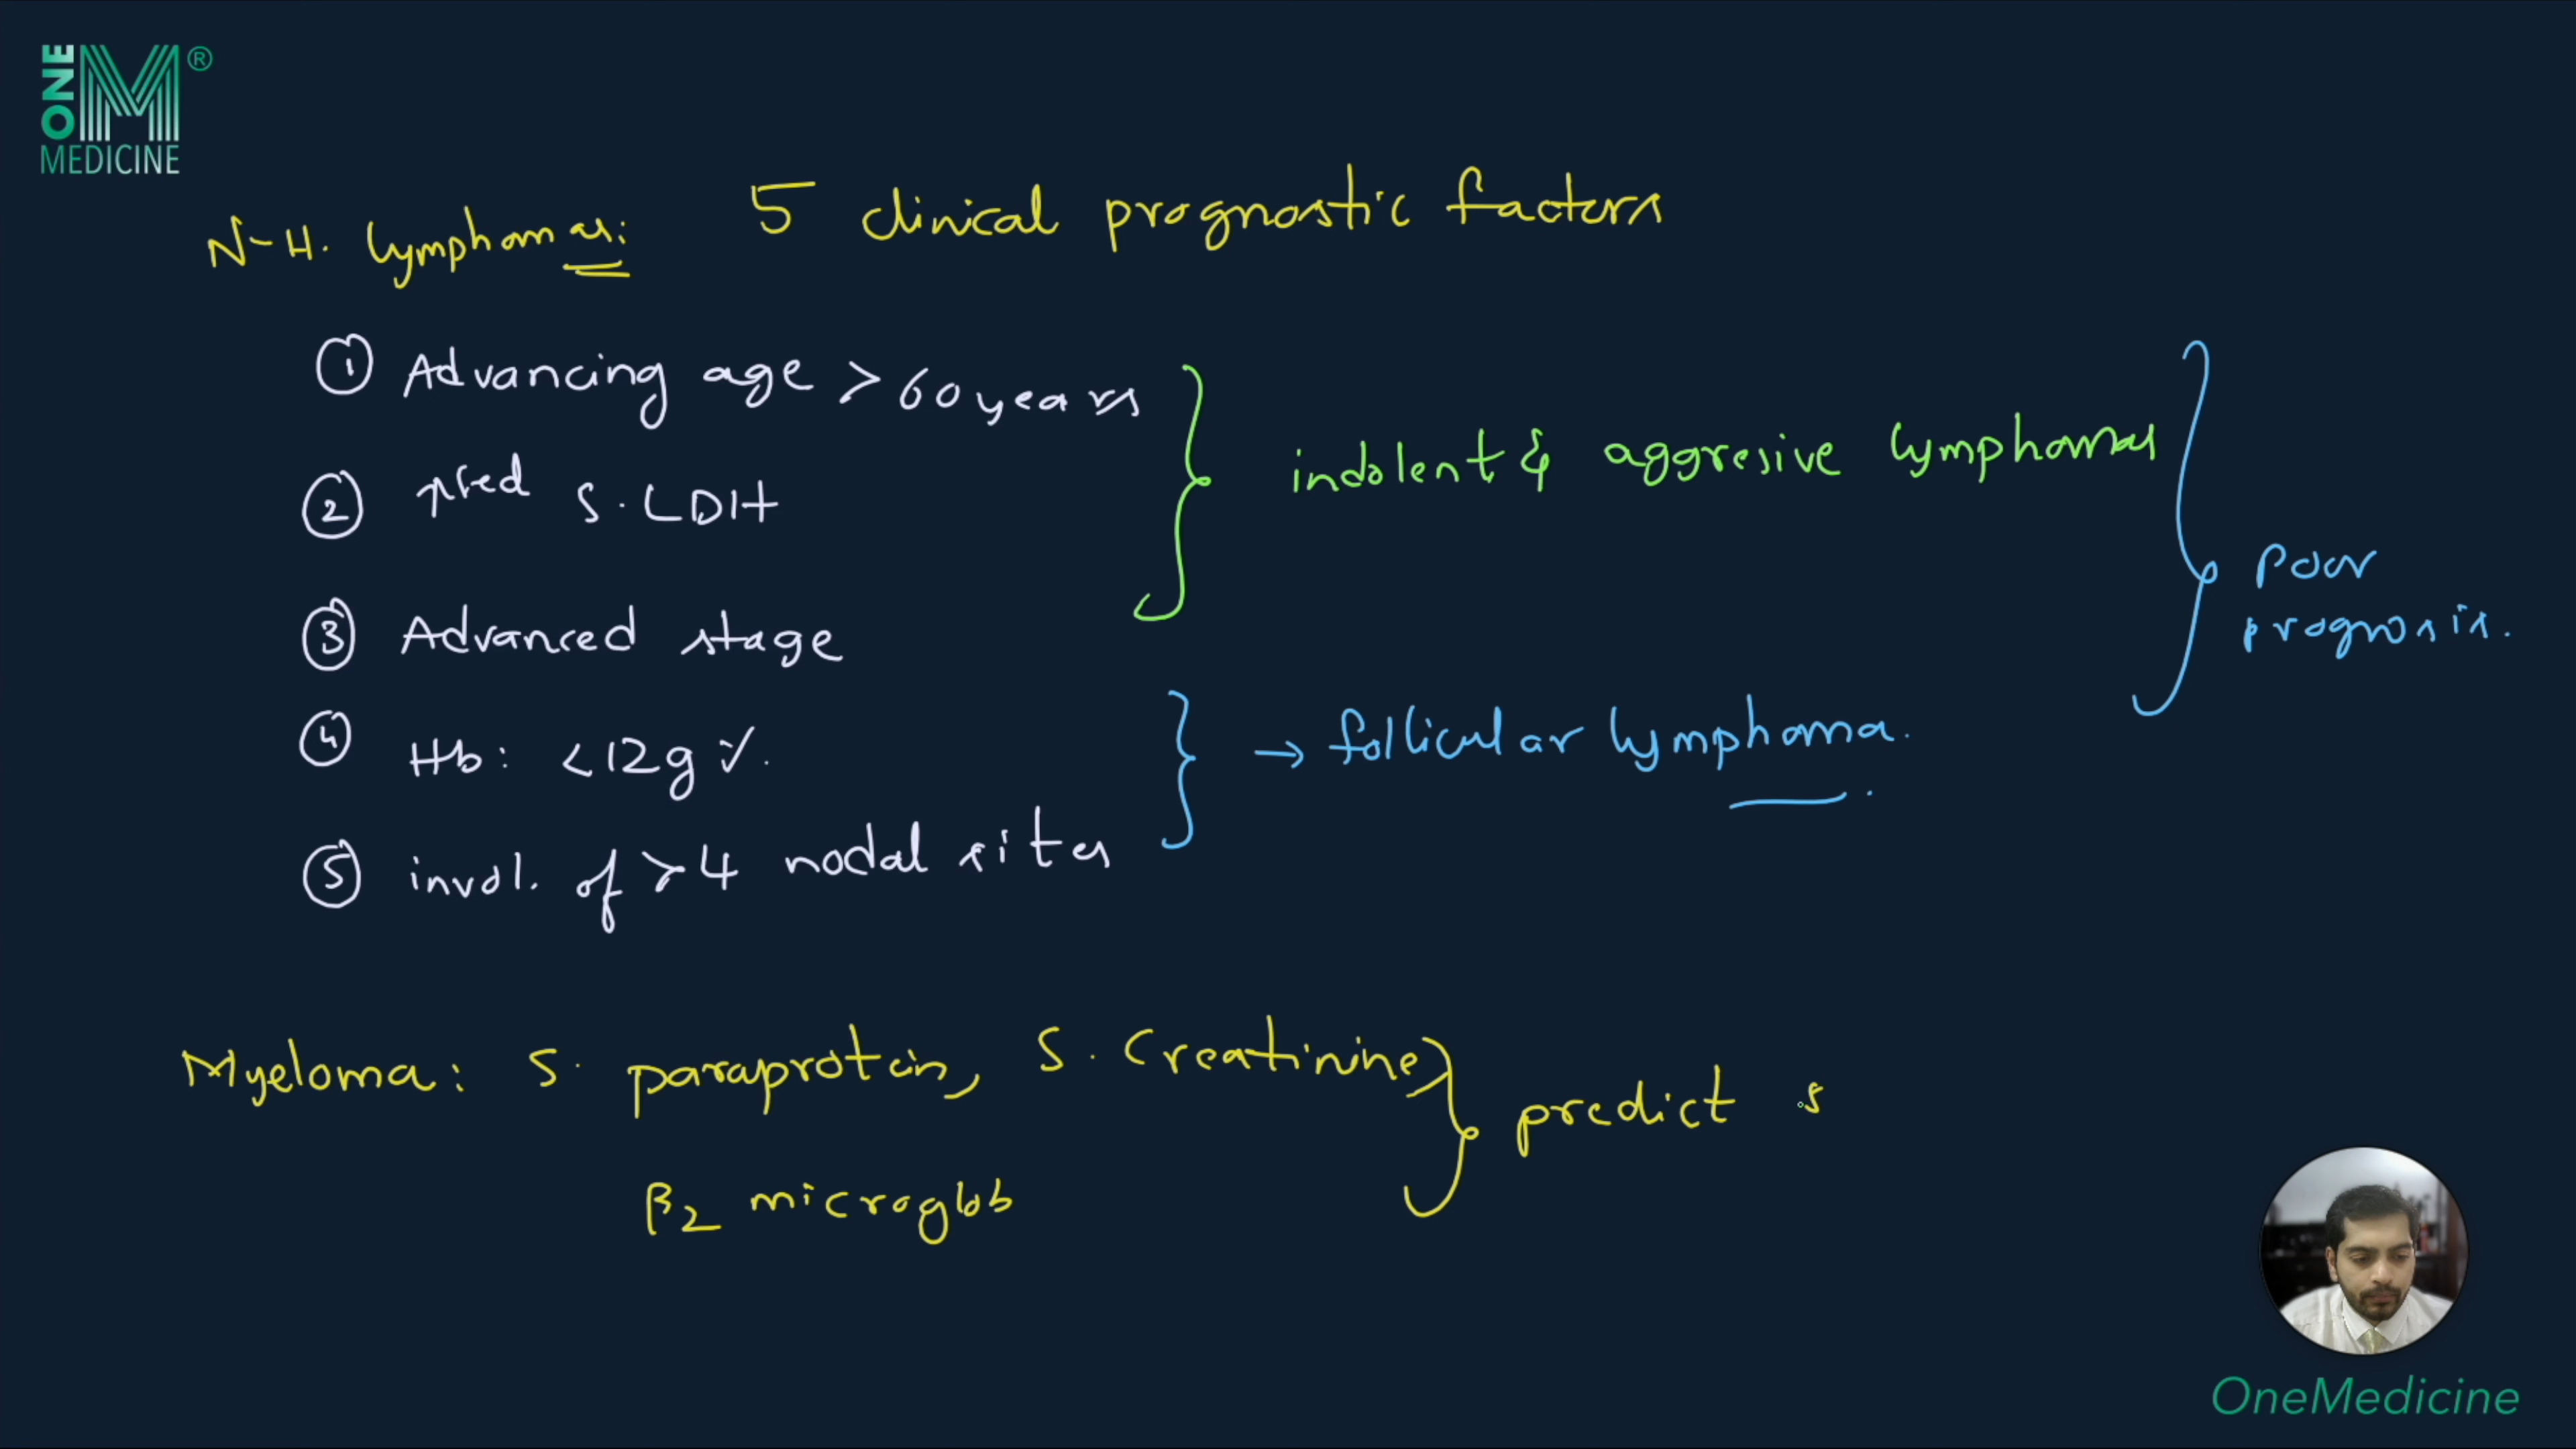 ONE M ®
MEDICINE
N-H. lymphomas: 5 clinical prognostic factors
① Advancing age > 60 years
② ↑red S. LDH
③ Advanced stage
④ Hb: <12g%.
⑤ invol. of >4 nodal sites
indolent & aggresive lymphomas
→ follicular lymphoma.
poor
prognosis.
Myeloma: S. paraprotein, S. Creatinine
β2 microglob
predict s
OneMedicine